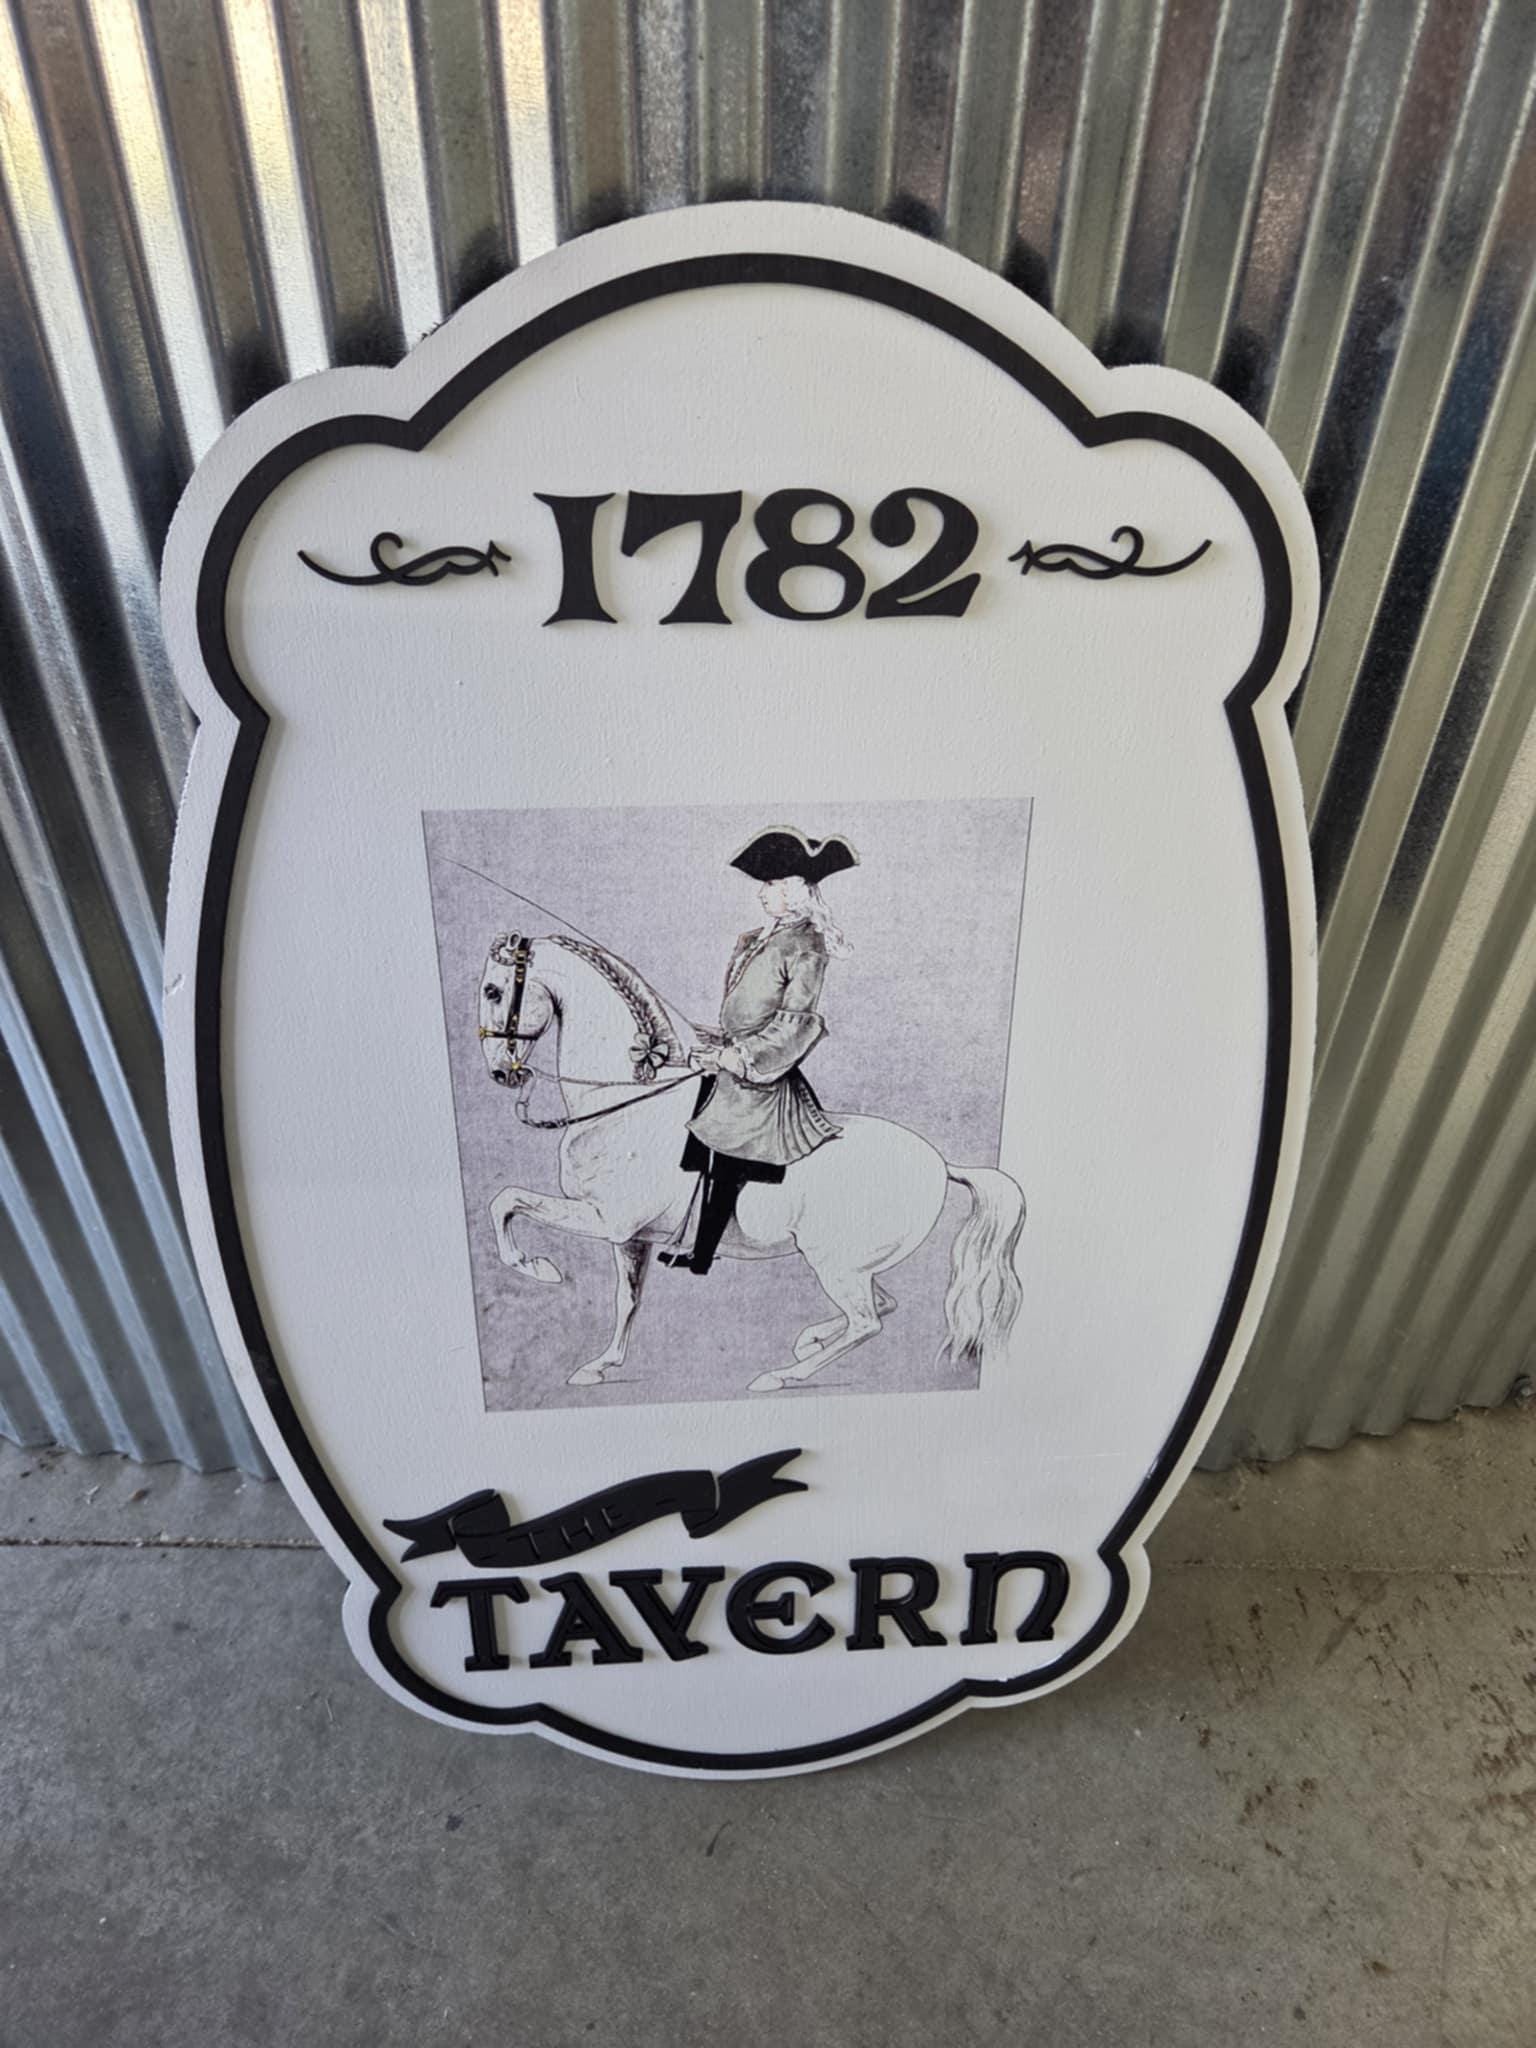 1782
- THE -
TAVERN